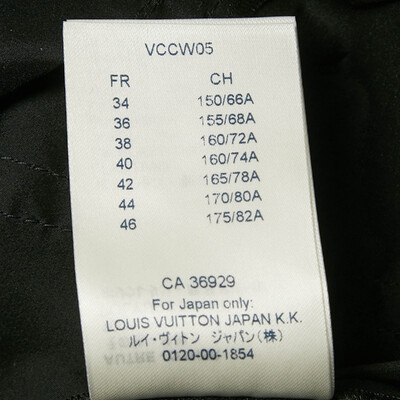 VCCW05
FR CH
34 150/66A
36 155/68A
38 160/72A
40 160/74A
42 165/78A
44 170/80A
46 175/82A
CA 36929
For Japan only:
LOUIS VUITTON JAPAN K.K.
ルイ・ヴィトン ジャパン(株)
0120-00-1854